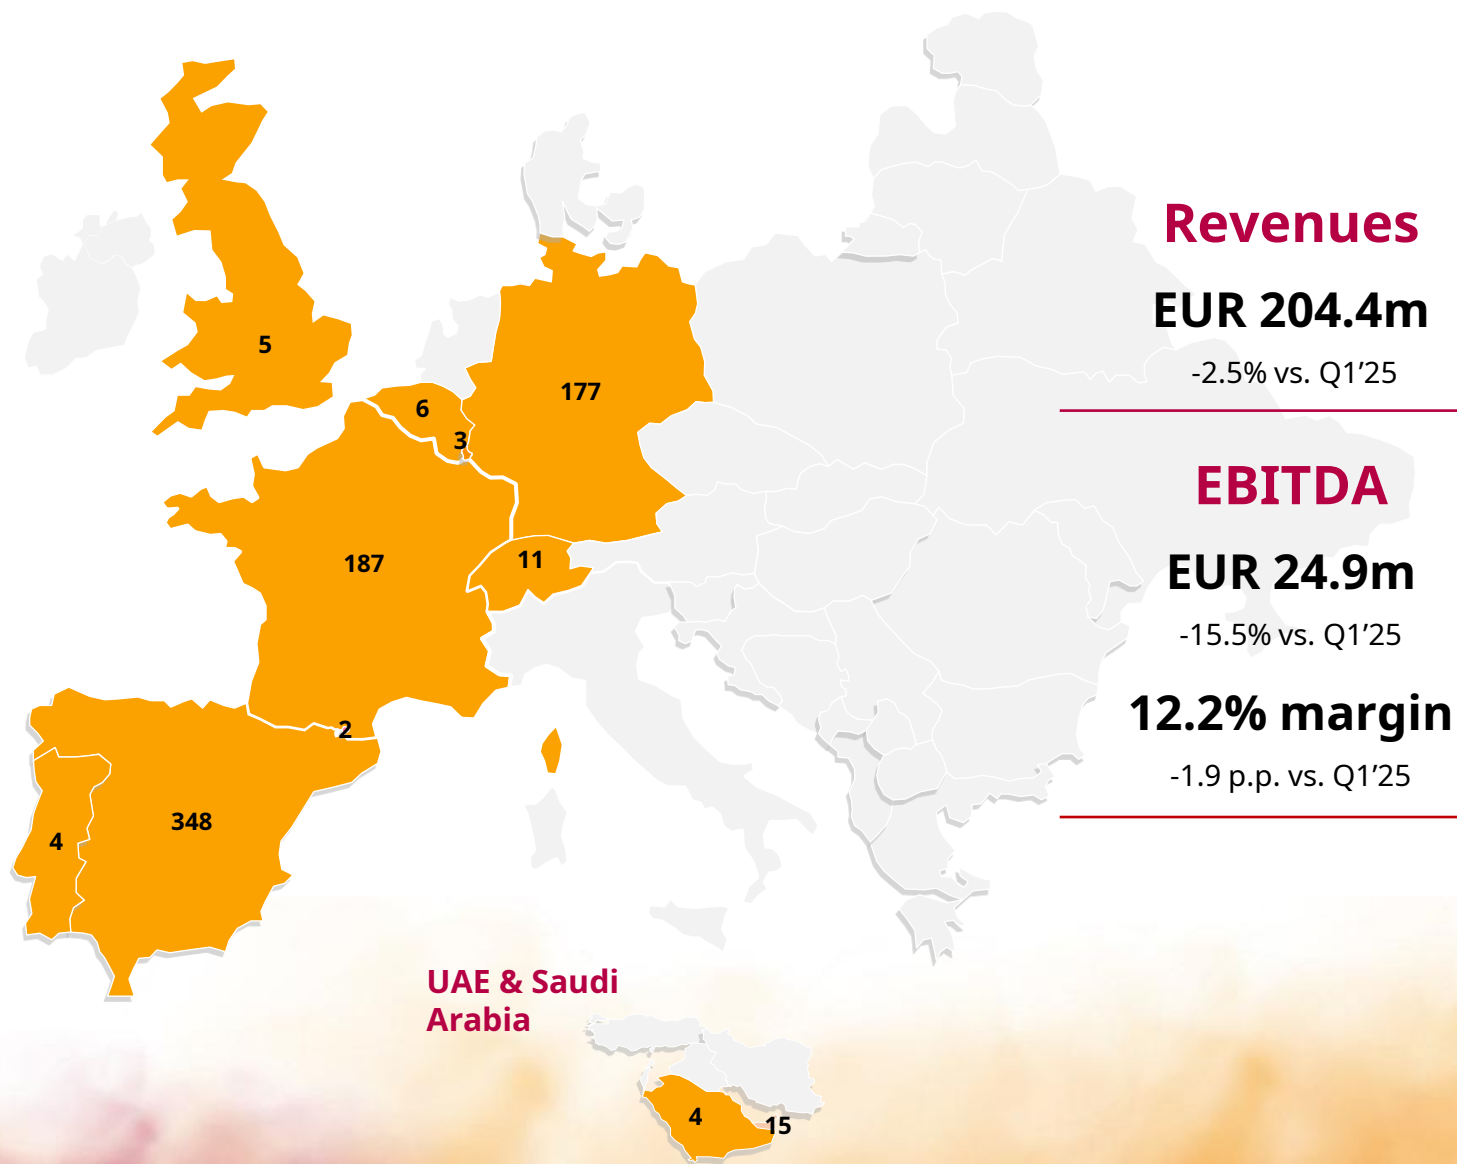 5
177
6
3
187
11
2
348
4
Revenues
EUR 204.4m
-2.5% vs. Q1’25
EBITDA
EUR 24.9m
-15.5% vs. Q1’25
12.2% margin
-1.9 p.p. vs. Q1’25
UAE & Saudi
Arabia
4
15